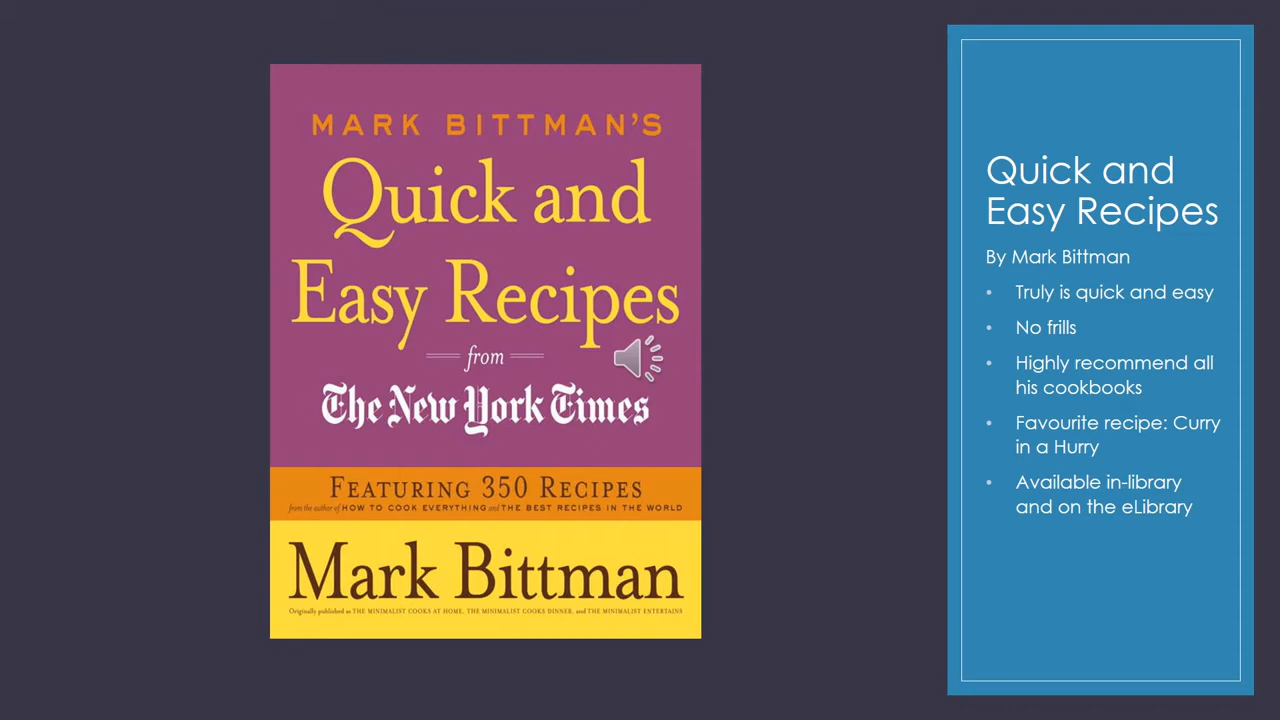 MARK BITTMAN'S
Quick and
Easy Recipes
from
The New York Times
FEATURING 350 RECIPES
from the author of HOW TO COOK EVERYTHING and THE BEST RECIPES IN THE WORLD
Mark Bittman
Originally published as THE MINIMALIST COOKS AT HOME, THE MINIMALIST COOKS DINNER, and THE MINIMALIST ENTERTAINS
Quick and
Easy Recipes
By Mark Bittman
• Truly is quick and easy
• No frills
• Highly recommend all
his cookbooks
• Favourite recipe: Curry
in a Hurry
• Available in-library
and on the eLibrary